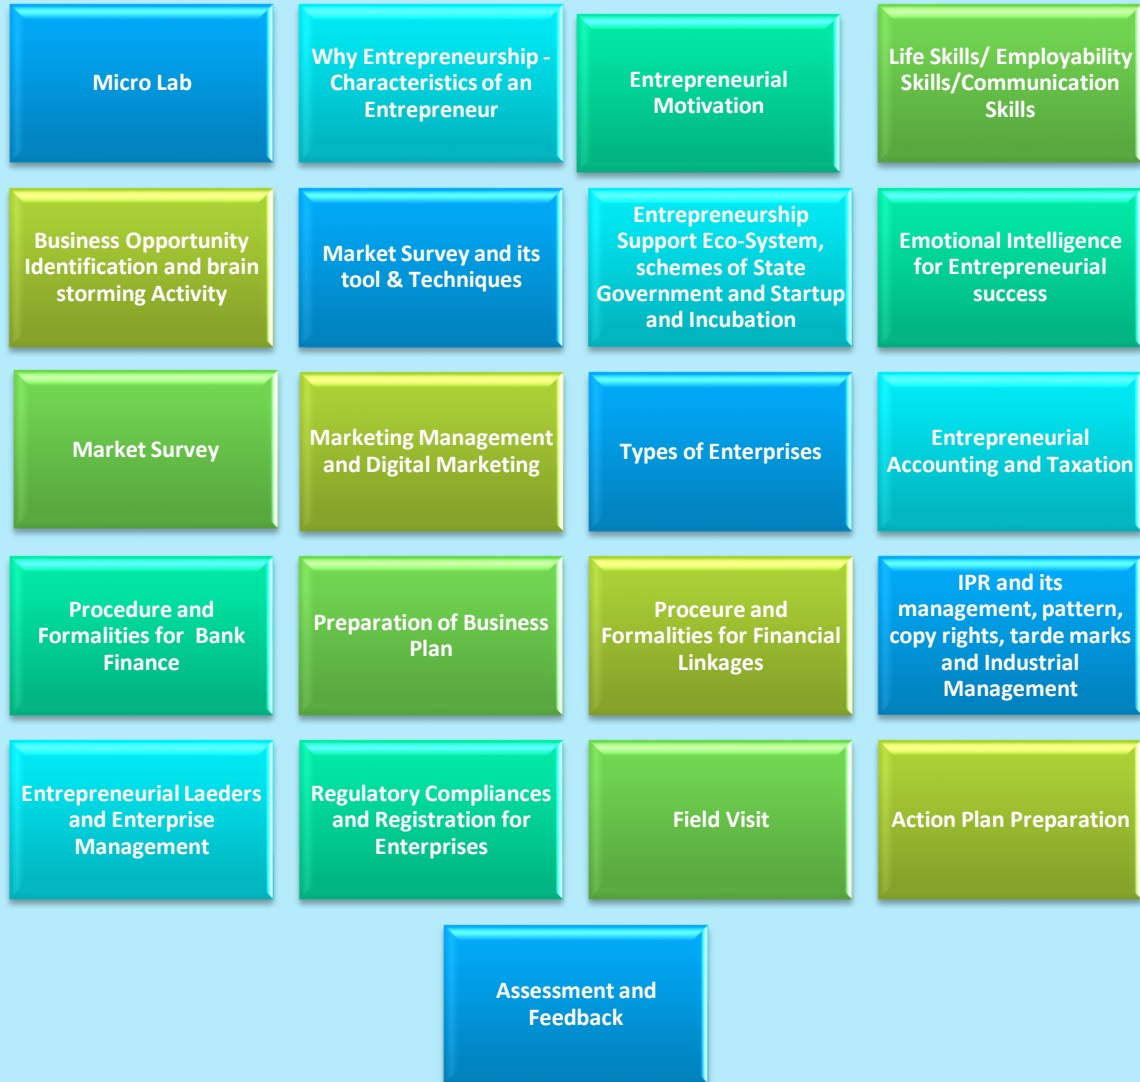 Micro Lab
Why Entrepreneurship -
Characteristics of an
Entrepreneur
Entrepreneurial
Motivation
Life Skills/ Employability
Skills/Communication
Skills
Business Opportunity
Identification and brain
storming Activity
Market Survey and its
tool & Techniques
Entrepreneurship
Support Eco-System,
schemes of State
Government and Startup
and Incubation
Emotional Intelligence
for Entrepreneurial
success
Market Survey
Marketing Management
and Digital Marketing
Types of Enterprises
Entrepreneurial
Accounting and Taxation
Procedure and
Formalities for  Bank
Finance
Preparation of Business
Plan
Proceure and
Formalities for Financial
Linkages
IPR and its
management, pattern,
copy rights, tarde marks
and Industrial
Management
Entrepreneurial Laeders
and Enterprise
Management
Regulatory Compliances
and Registration for
Enterprises
Field Visit
Action Plan Preparation
Assessment and
Feedback